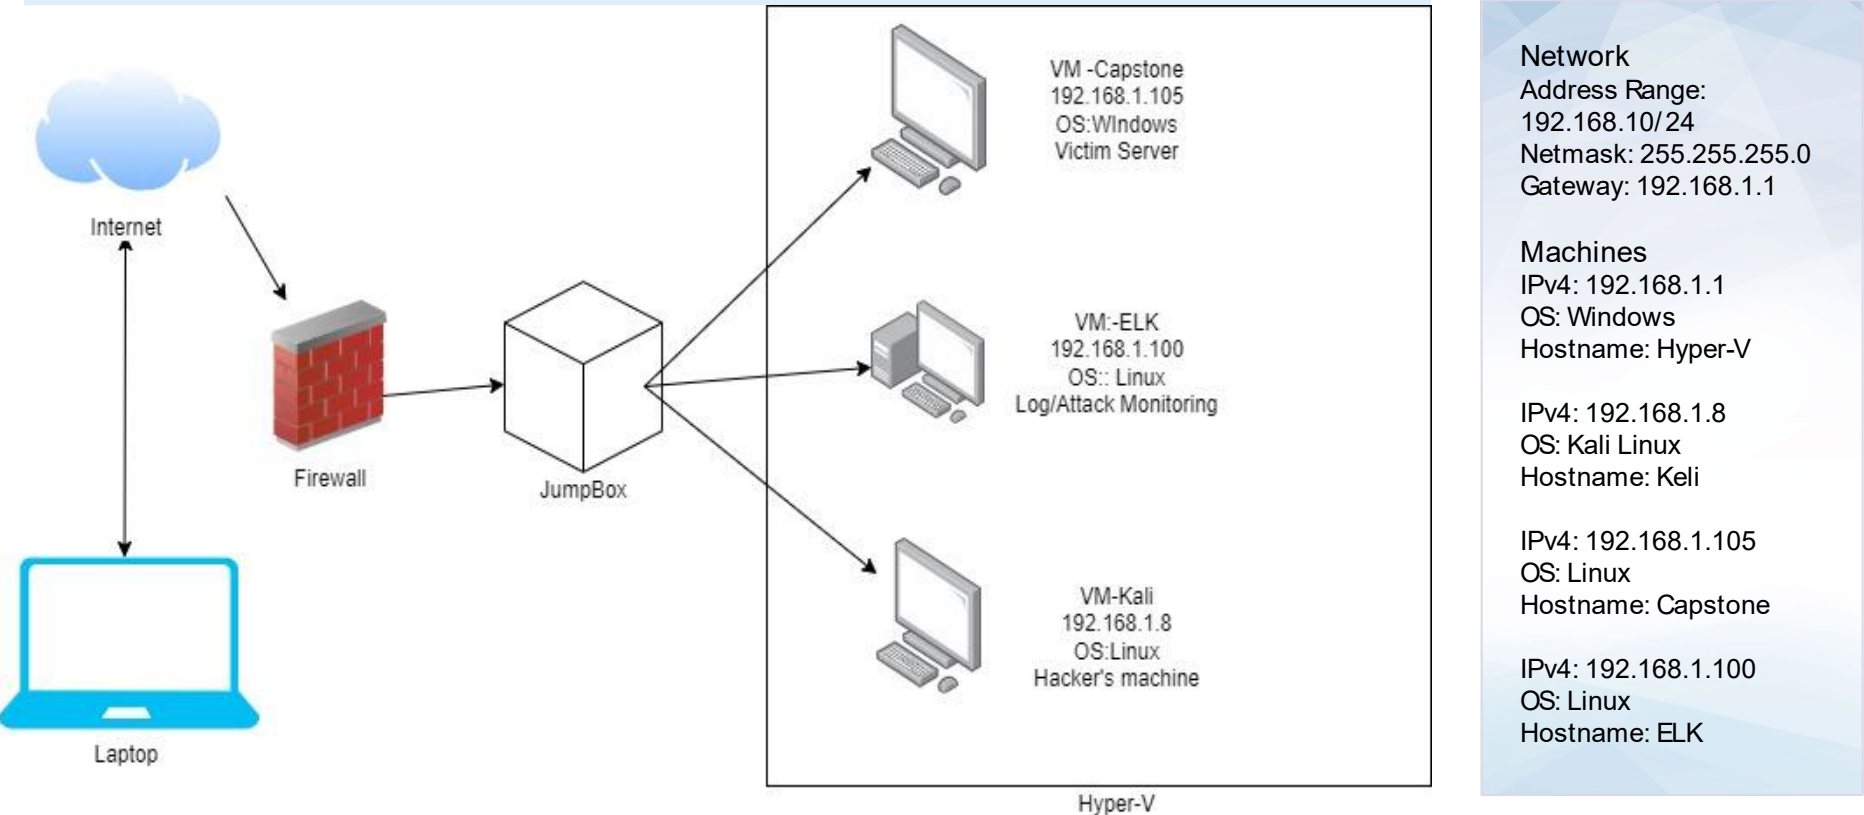 Internet
Firewall
JumpBox
Laptop
VM -Capstone
192.168.1.105
OS:WIndows
Victim Server
VM:-ELK
192.168.1.100
OS:: Linux
Log/Attack Monitoring
VM-Kali
192.168.1.8
OS:Linux
Hacker's machine
Hyper-V
Network
Address Range:
192.168.10/24
Netmask: 255.255.255.0
Gateway: 192.168.1.1
Machines
IPv4: 192.168.1.1
OS: Windows
Hostname: Hyper-V
IPv4: 192.168.1.8
OS: Kali Linux
Hostname: Keli
IPv4: 192.168.1.105
OS: Linux
Hostname: Capstone
IPv4: 192.168.1.100
OS: Linux
Hostname: ELK